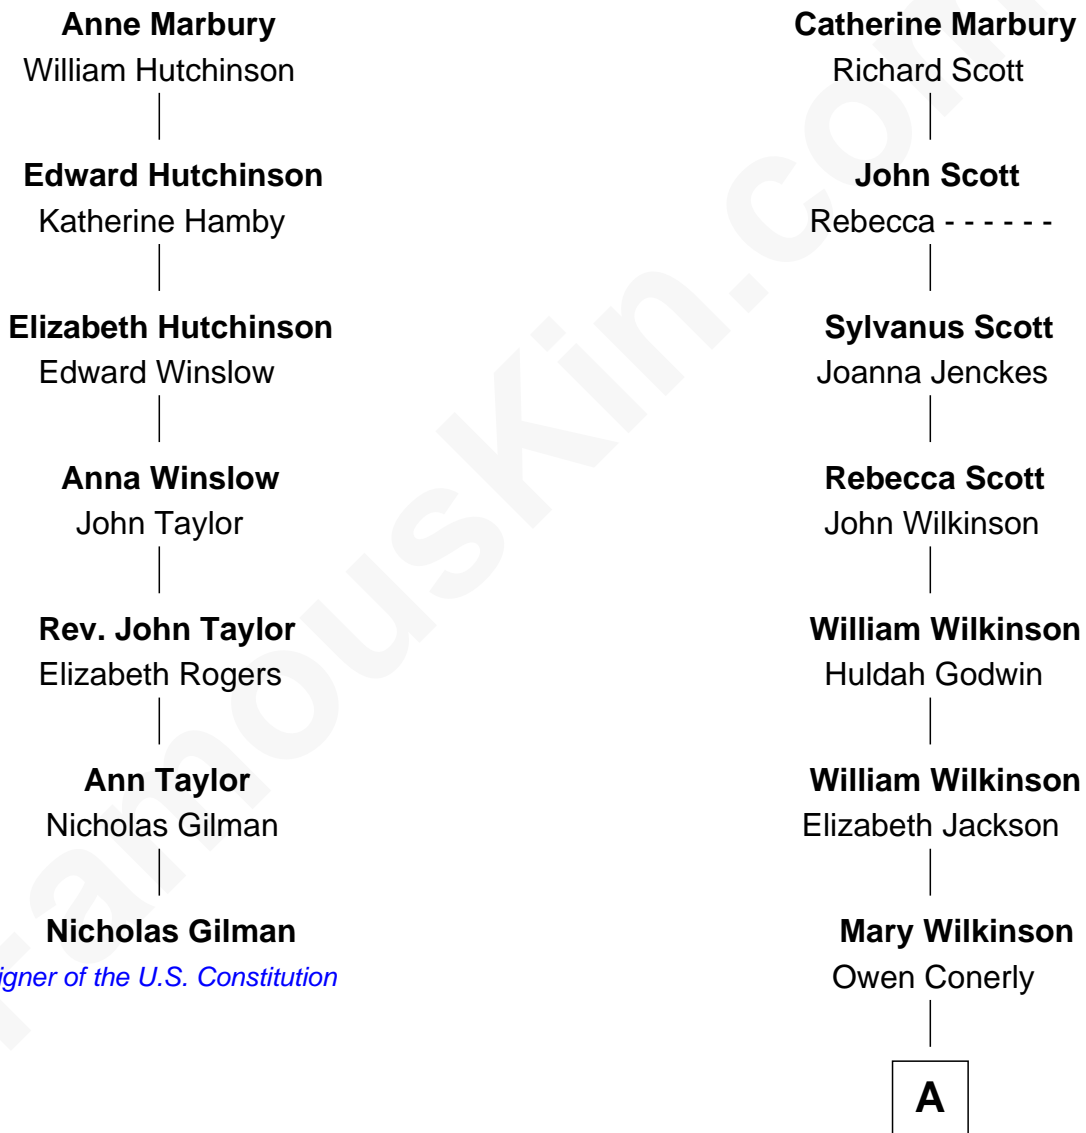 Anne Marbury
William Hutchinson
Edward Hutchinson
Katherine Hamby
Elizabeth Hutchinson
Edward Winslow
Anna Winslow
John Taylor
Rev. John Taylor
Elizabeth Rogers
Ann Taylor
Nicholas Gilman
Nicholas Gilman
igner of the U.S. Constitution
Catherine Marbury
Richard Scott
John Scott
Rebecca - - - - - -
Sylvanus Scott
Joanna Jenckes
Rebecca Scott
John Wilkinson
William Wilkinson
Huldah Godwin
William Wilkinson
Elizabeth Jackson
Mary Wilkinson
Owen Conerly
A
FamousKin.com